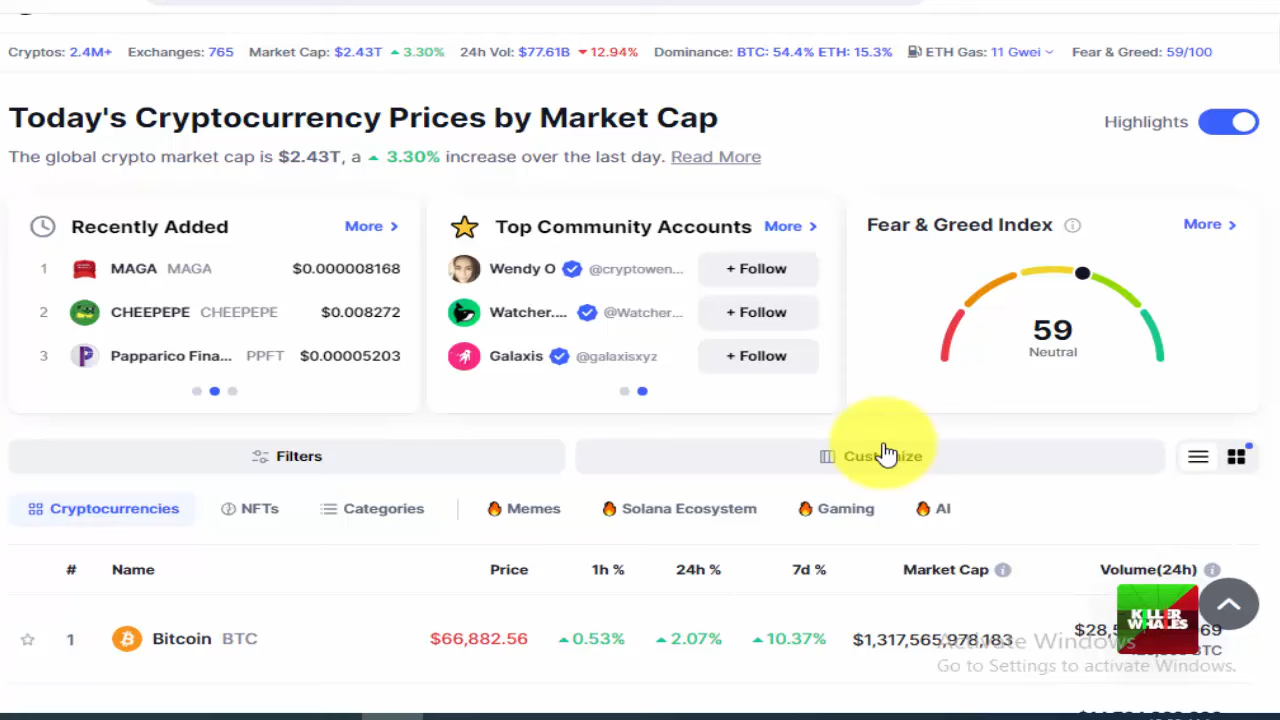 Cryptos: 2.4M+ Exchanges: 765 Market Cap: $2.43T 3.30% 24h Vol: $77.61B 12.94% Dominance: BTC: 54.4% ETH: 15.3% ETH Gas: 11 Gwei Fear & Greed: 59/100
Today's Cryptocurrency Prices by Market Cap
Highlights
The global crypto market cap is $2.43T, a 3.30% increase over the last day. Read More
Recently Added More >
1 MAGA MAGA $0.000008168
2 CHEEPEPE CHEEPEPE $0.008272
3 Papparico Fina... PPFT $0.00005203
Top Community Accounts More >
Wendy O @cryptowen... + Follow
Watcher.... @Watcher... + Follow
Galaxis @galaxisxyz + Follow
Fear & Greed Index More >
59
Neutral
Filters
Customize
Cryptocurrencies NFTs Categories Memes Solana Ecosystem Gaming AI
# Name Price 1h % 24h % 7d % Market Cap Volume(24h)
1 Bitcoin BTC $66,882.56 0.53% 2.07% 10.37% $1,317,565,978,183
BTC
KILLER
WHALES
Activate Windows
Go to Settings to activate Windows.